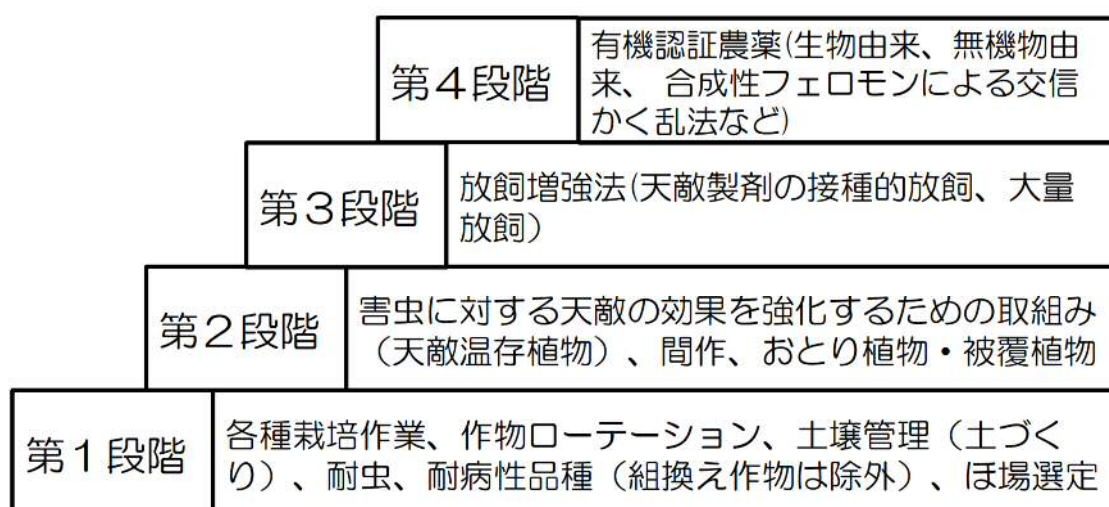 第4段階
有機認証農薬(生物由来、無機物由
来、 合成性フェロモンによる交信
かく乱法など)
第3段階
放飼増強法(天敵製剤の接種的放飼、大量
放飼）
第2段階
害虫に対する天敵の効果を強化するための取組み
（天敵温存植物）、間作、おとり植物・被覆植物
第1段階
各種栽培作業、作物ローテーション、土壌管理（土づく
り）、耐虫、耐病性品種（組換え作物は除外）、ほ場選定